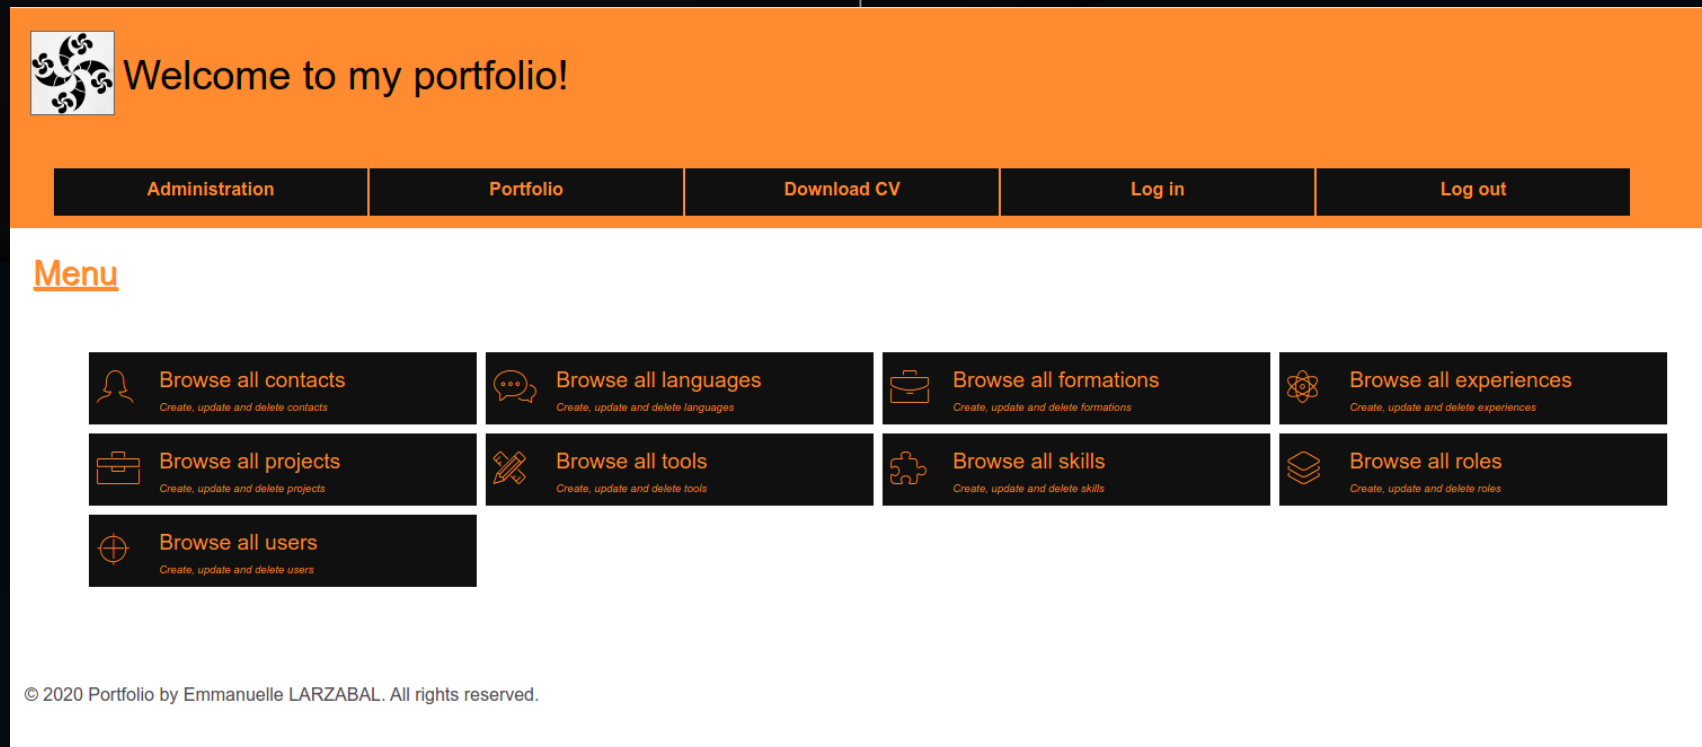 Welcome to my portfolio!
Administration
Portfolio
Download CV
Log in
Log out
Menu
Browse all contacts
Create, update and delete contacts
Browse all languages
Create, update and delete languages
Browse all formations
Create, update and delete formations
Browse all experiences
Create, update and delete experiences
Browse all projects
Create, update and delete projects
Browse all tools
Create, update and delete tools
Browse all skills
Create, update and delete skills
Browse all roles
Create, update and delete roles
Browse all users
Create, update and delete users
© 2020 Portfolio by Emmanuelle LARZABAL. All rights reserved.